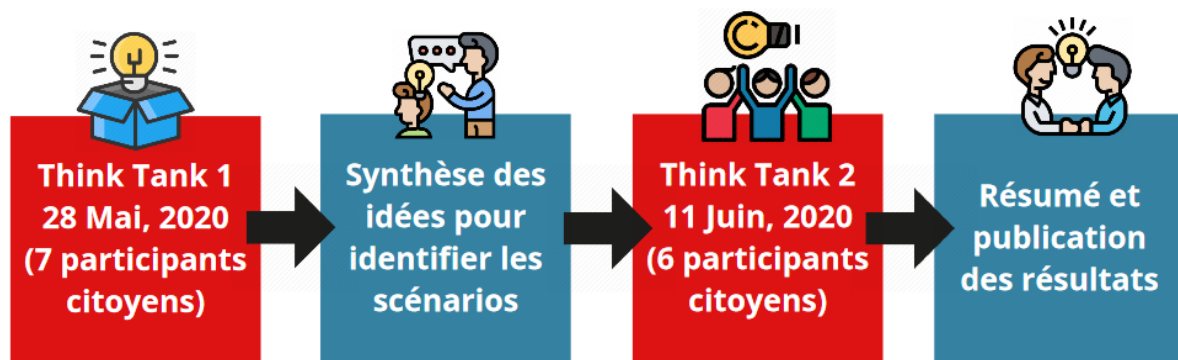 Think Tank 1
28 Mai, 2020
(7 participants
citoyens)
Synthèse des
idées pour
identifier les
scénarios
Think Tank 2
11 Juin, 2020
(6 participants
citoyens)
Résumé et
publication
des résultats